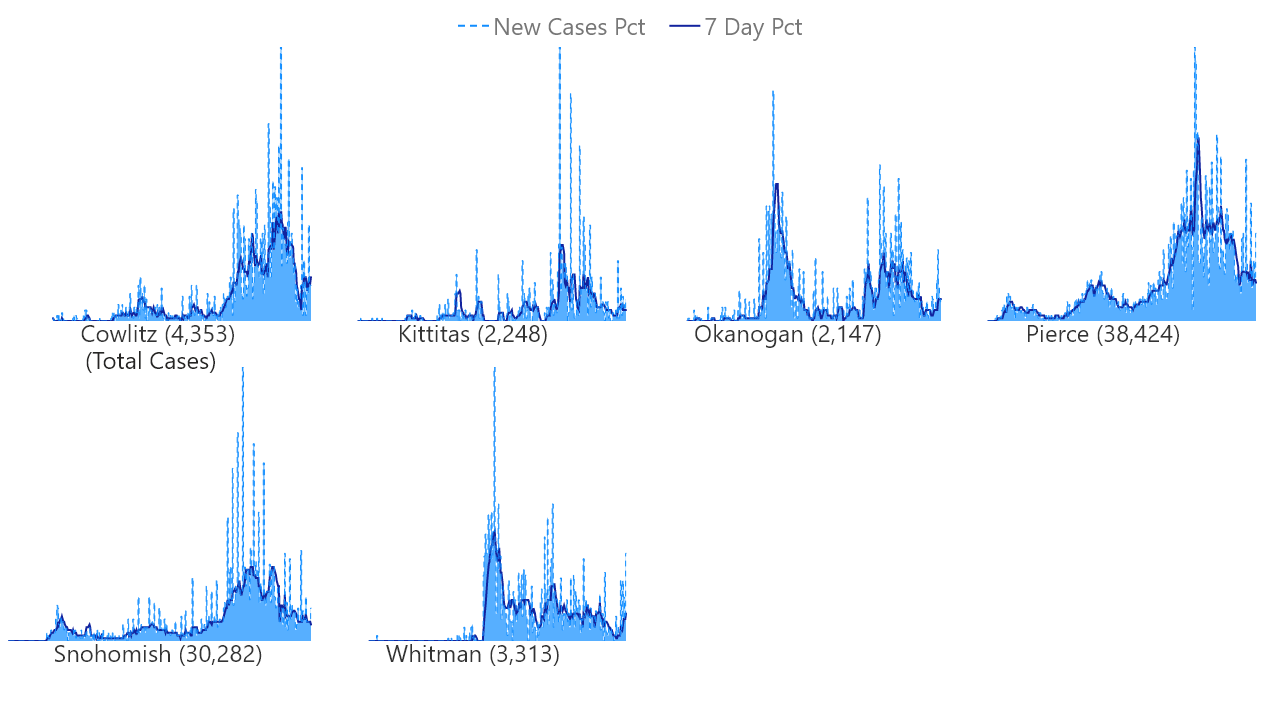 New Cases Pct 7 Day Pct
Cowlitz (4,353) Kittitas (2,248) Okanogan (2,147) Pierce (38,424)
(Total Cases)
Snohomish (30,282) Whitman (3,313)